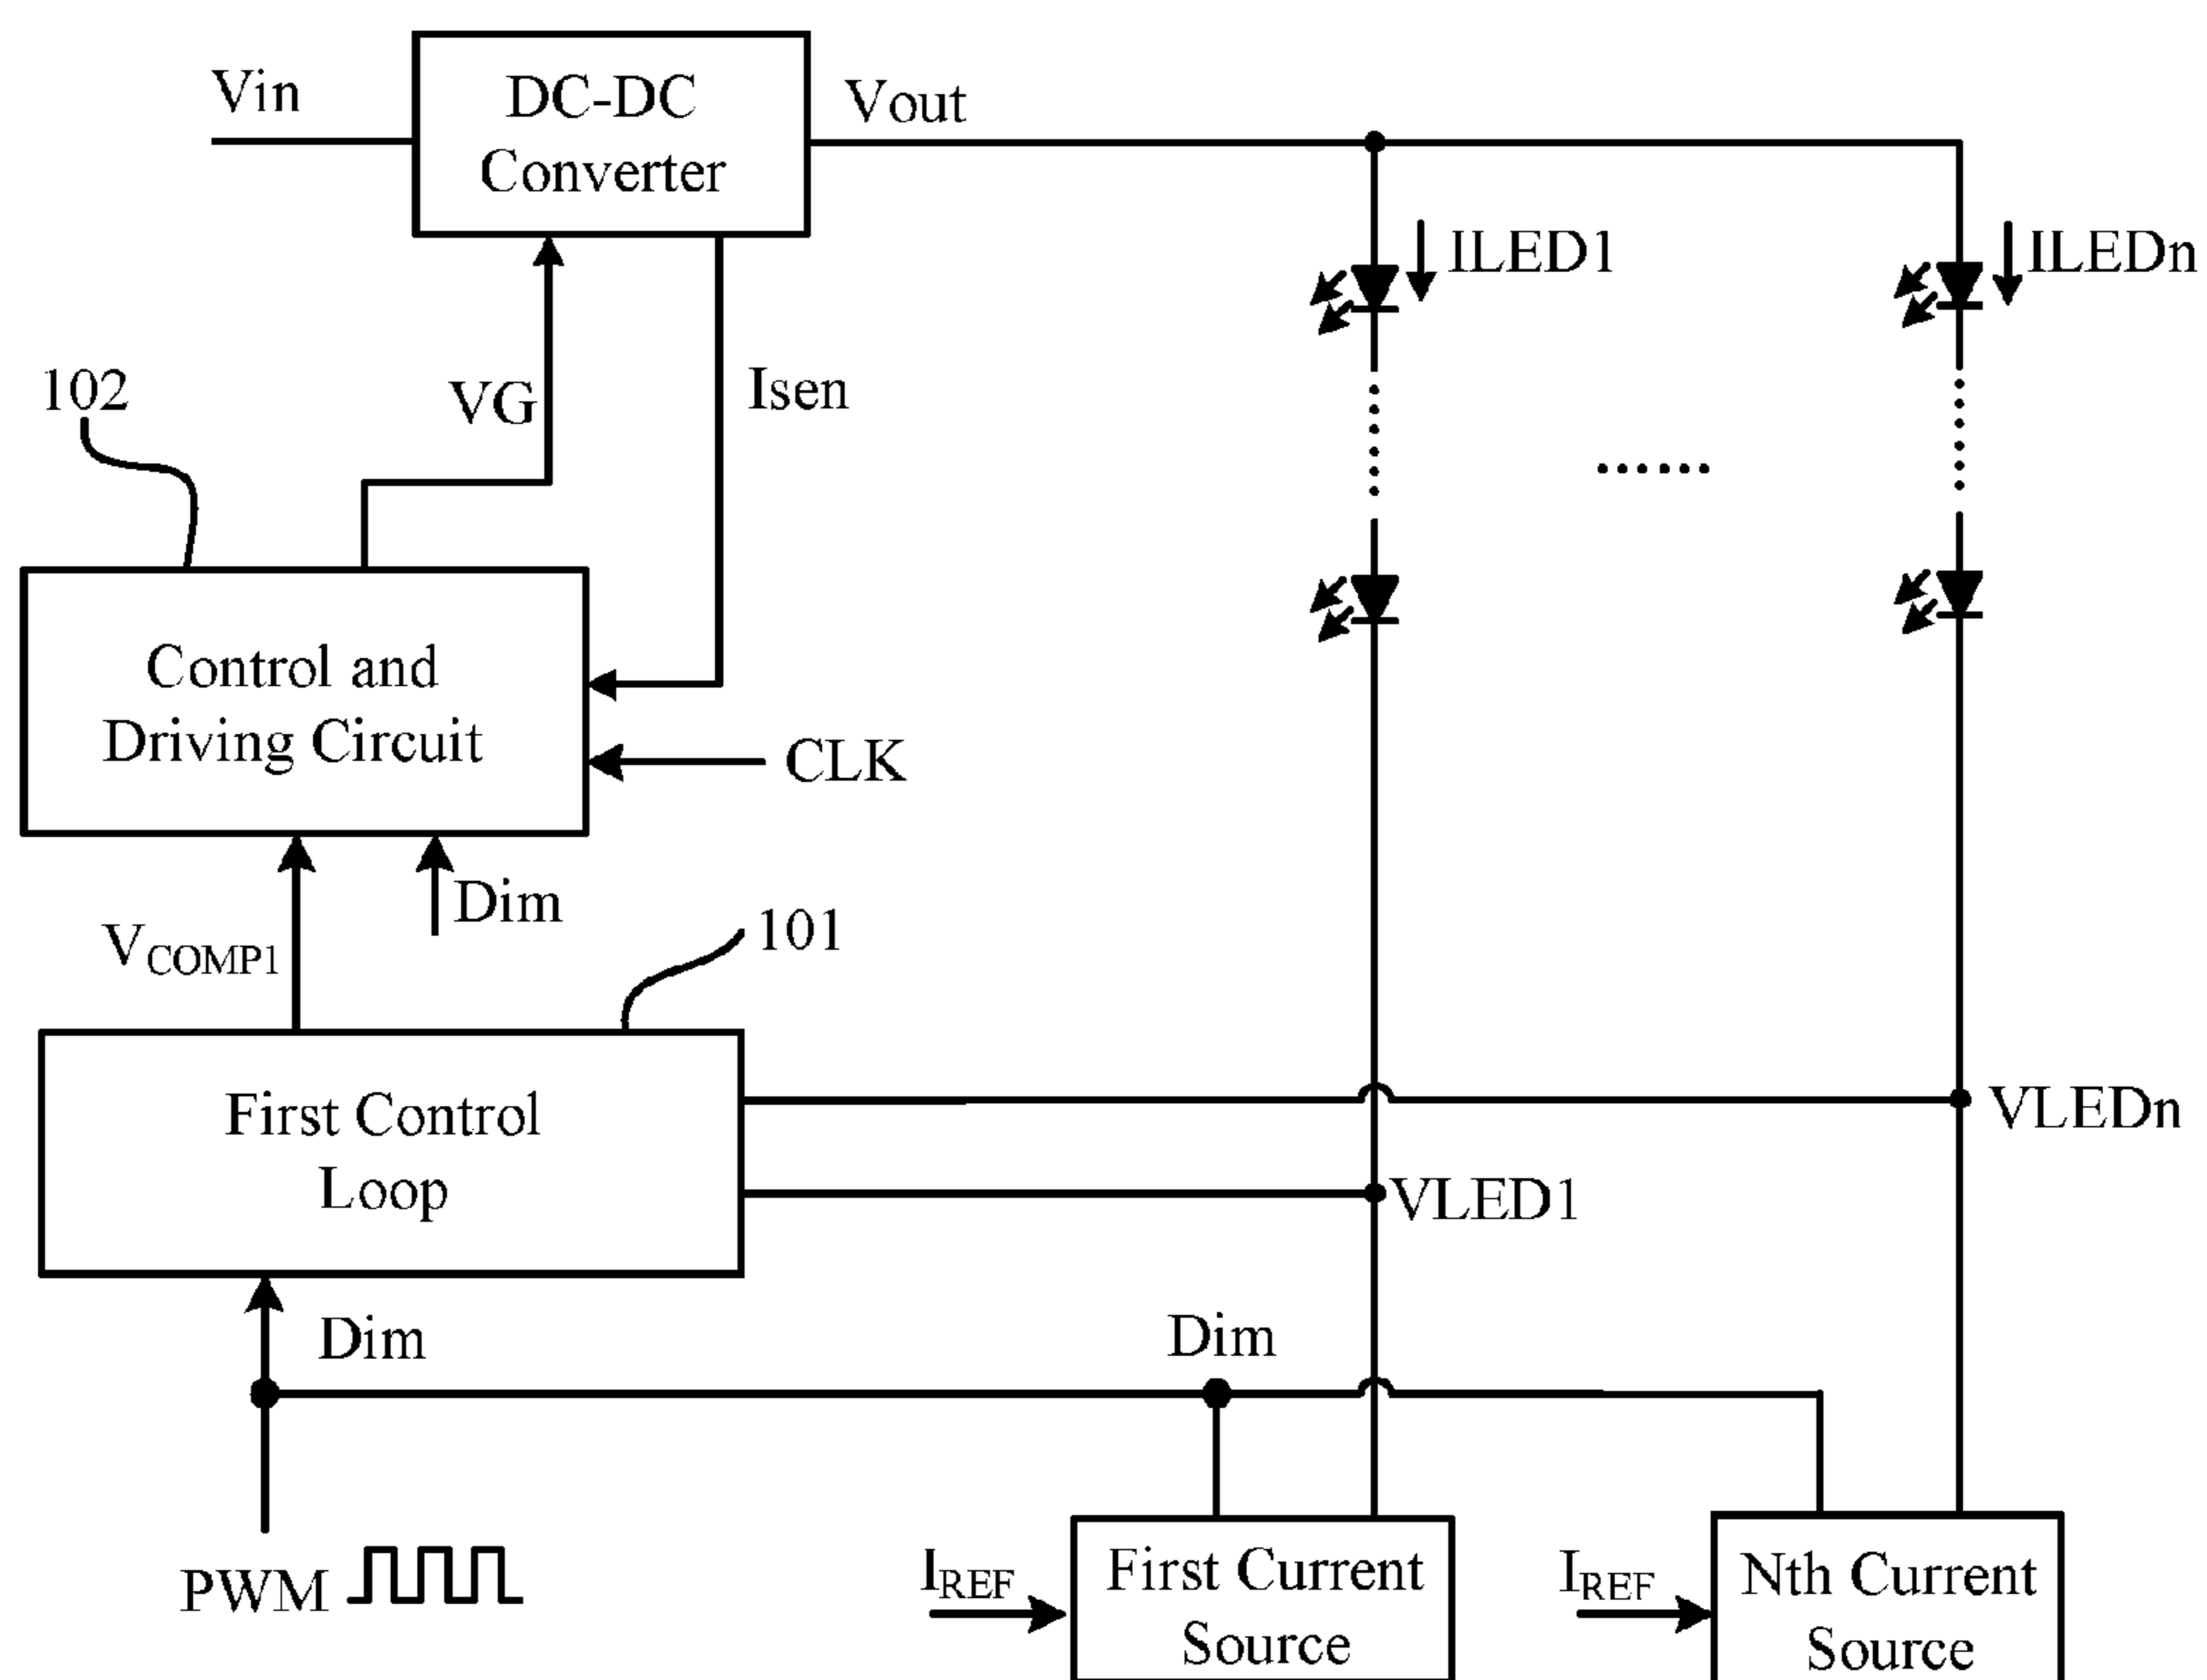 Vin
DC-DC
Converter
Vout
ILED1
ILEDn
102
VG
Isen
Control and
Driving Circuit
CLK
VCOMP1
Dim
101
First Control
Loop
VLEDn
VLED1
Dim
Dim
PWM
IREF
First Current
Source
IREF
Nth Current
Source